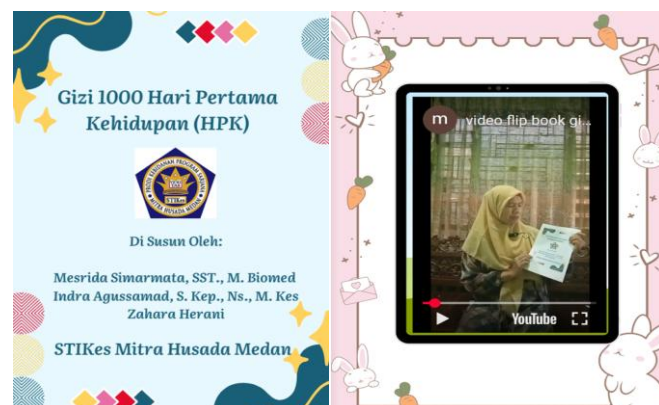 Gizi 1000 Hari Pertama
Kehidupan (HPK)
STIKes
Di Susun Oleh:
Mesrida Simarmata, SST., M. Biomed
Indra Agussamad, S. Kep., Ns., M. Kes
Zahara Herani
STIKes Mitra Husada Medan
m
video flip book gi...
YouTube